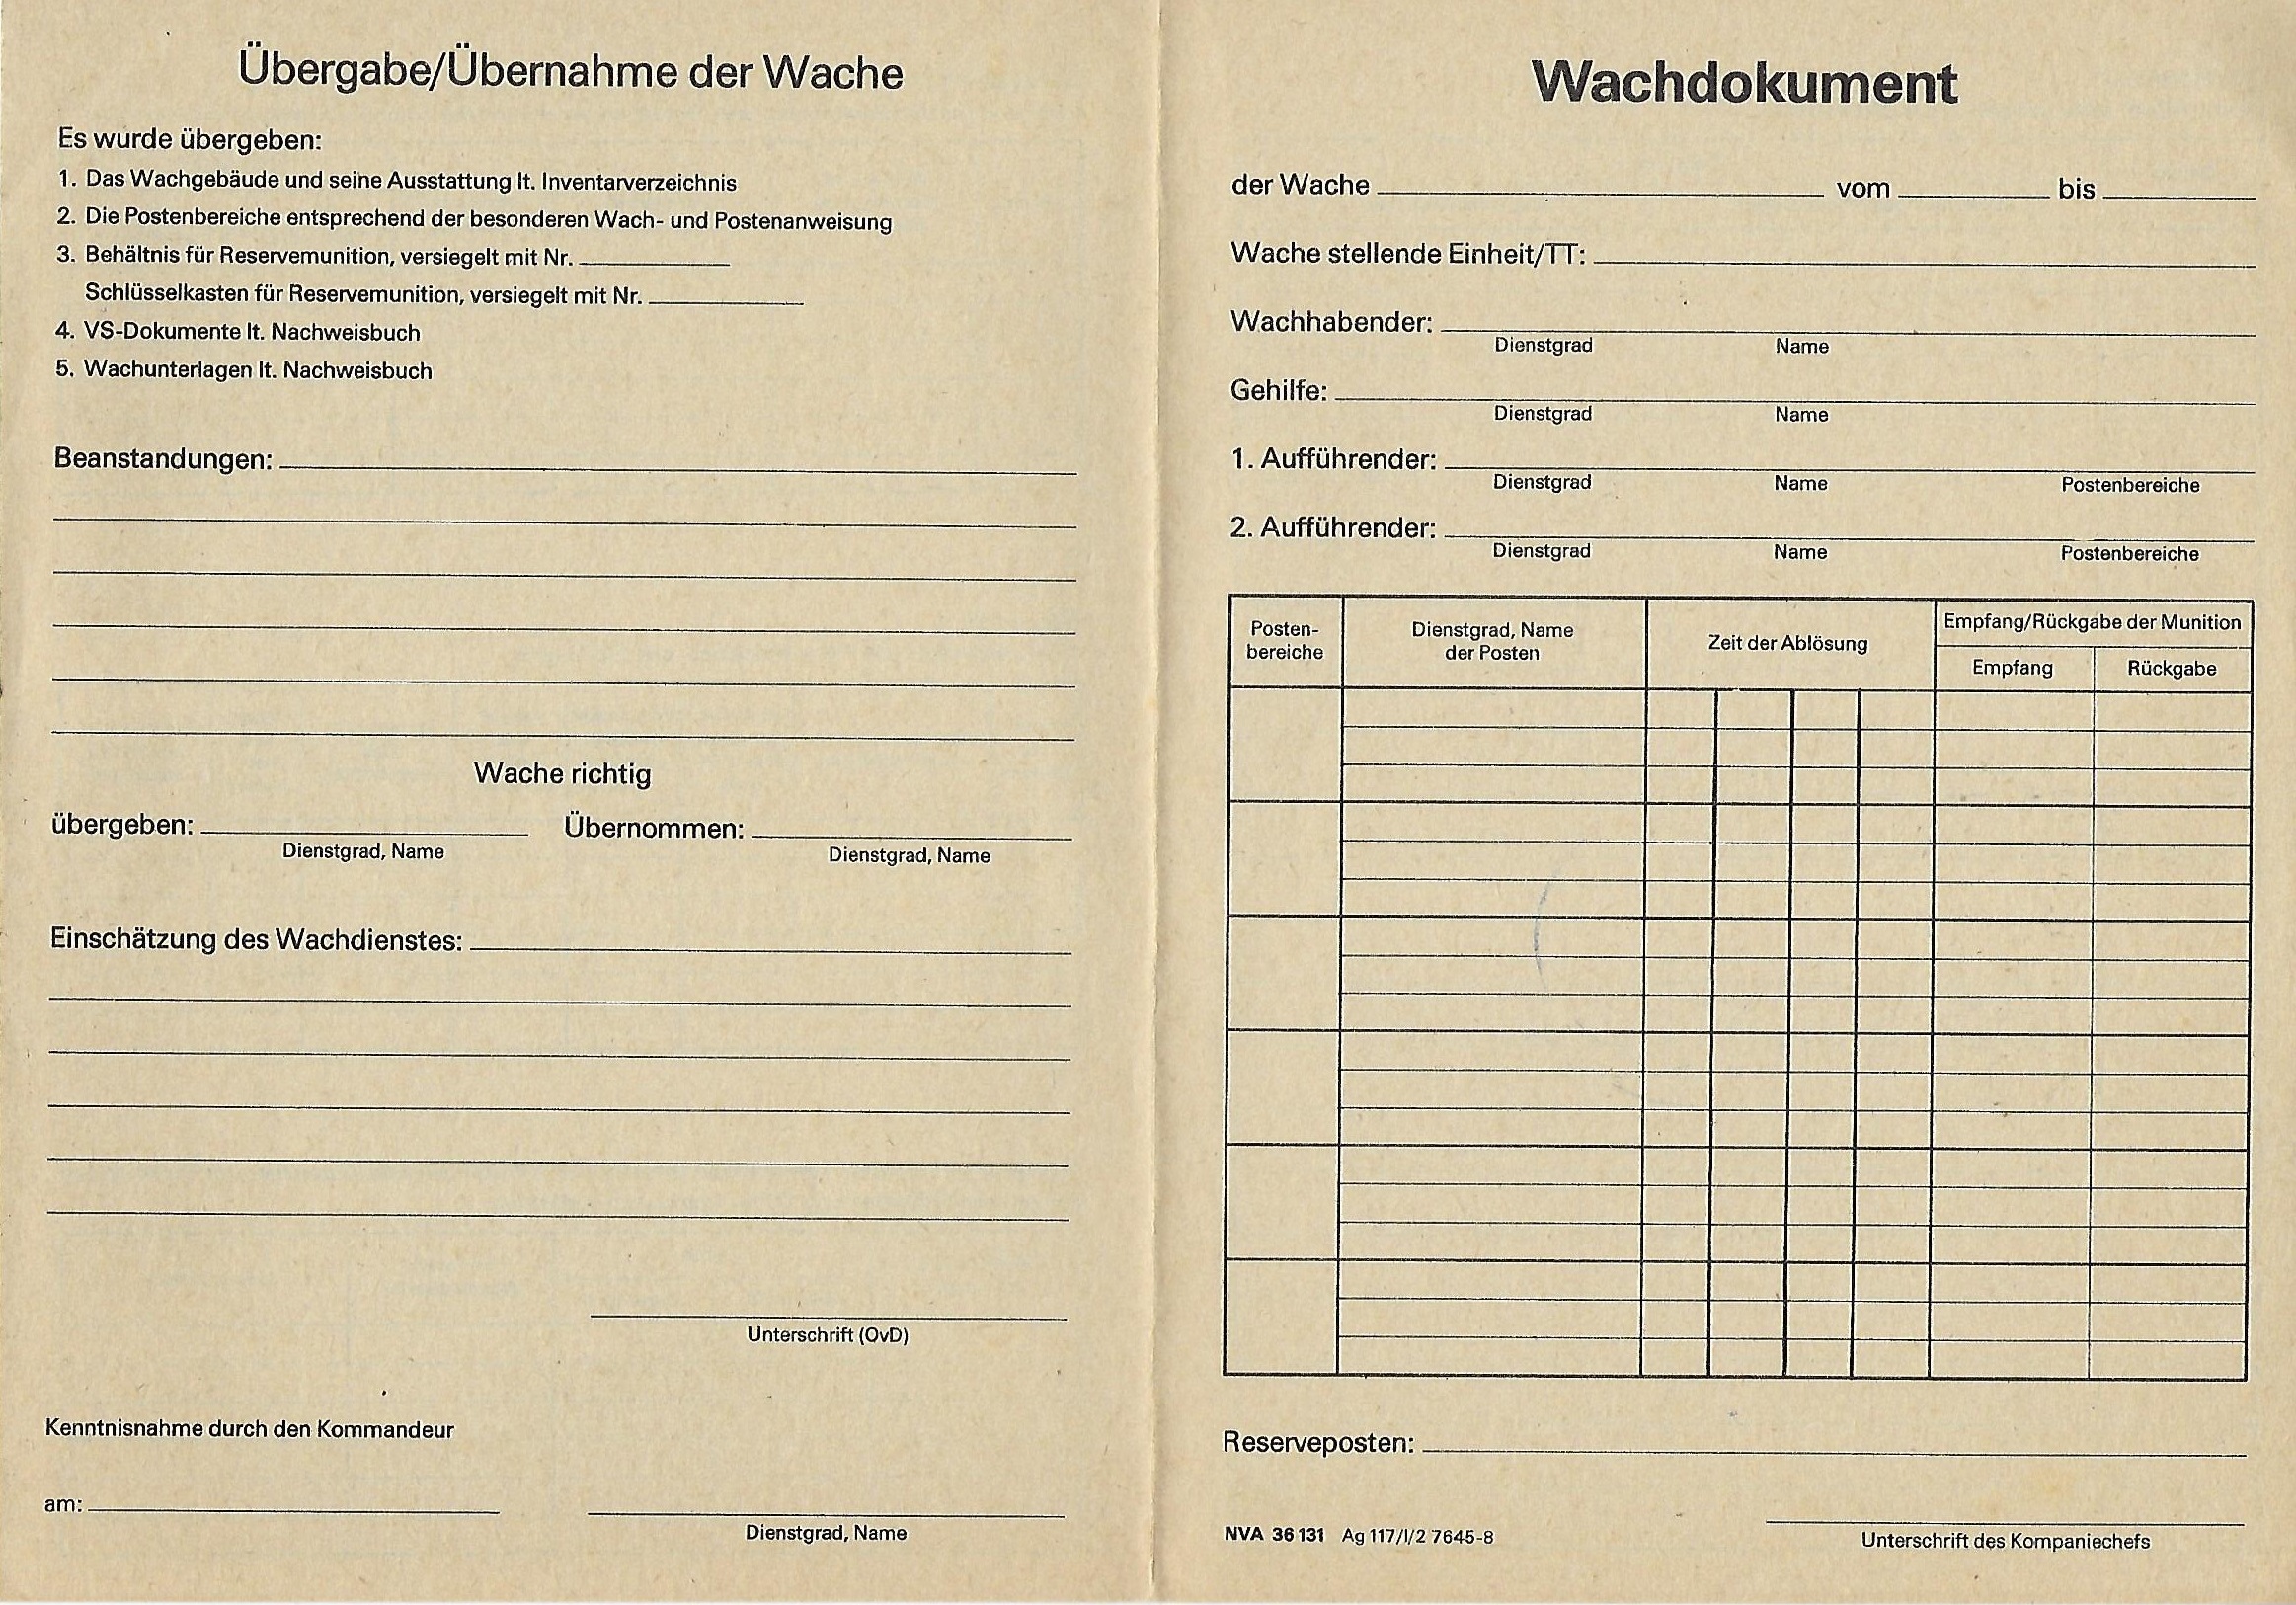 Übergabe/Übernahme der Wache
Es wurde übergeben:
1. Das Wachgebäude und seine Ausstattung lt. Inventarverzeichnis
2. Die Postenbereiche entsprechend der besonderen Wach- und Postenanweisung
3. Behältnis für Reservemunition, versiegelt mit Nr.
Schlüsselkasten für Reservemunition, versiegelt mit Nr.
4. VS-Dokumente lt. Nachweisbuch
5. Wachunterlagen lt. Nachweisbuch
Beanstandungen:
Wache richtig
übergeben: Übernommen:
Dienstgrad, Name Dienstgrad, Name
Einschätzung des Wachdienstes:
Unterschrift (OvD)
Kenntnisnahme durch den Kommandeur
am:
Dienstgrad, Name
Wachdokument
der Wache vom bis
Wache stellende Einheit/TT:
Wachhabender:
Dienstgrad Name
Gehilfe:
Dienstgrad Name
1. Aufführender:
Dienstgrad Name Postenbereiche
2. Aufführender:
Dienstgrad Name Postenbereiche
Posten-
bereiche
Dienstgrad, Name
der Posten
Zeit der Ablösung
Empfang/Rückgabe der Munition
Empfang Rückgabe
Reserveposten:
NVA 36 131 Ag 117/I/2 7645-8
Unterschrift des Kompaniechefs